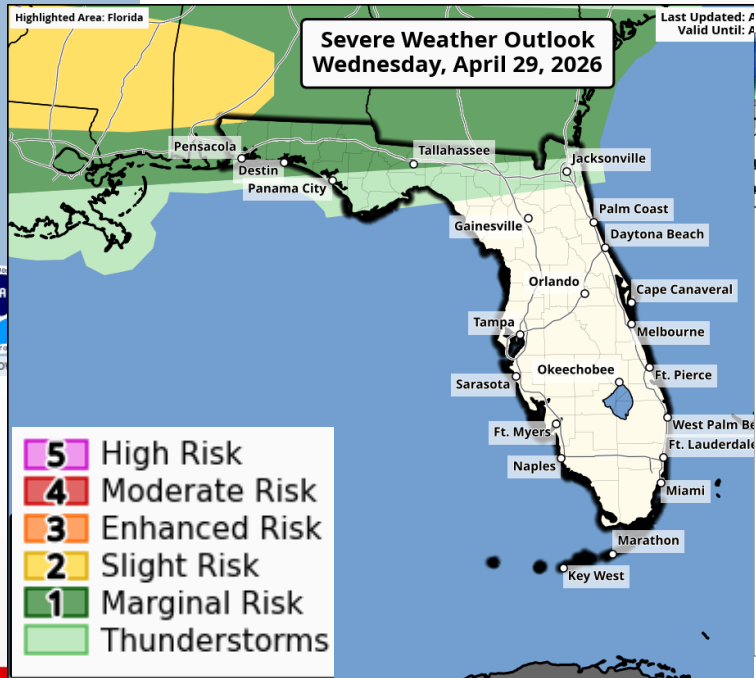 Highlighted Area: Florida
Last Updated: A
Valid Until: A
Severe Weather Outlook
Wednesday, April 29, 2026
Pensacola
Tallahassee
Destin
Jacksonville
Panama City
Palm Coast
Gainesville
Daytona Beach
Orlando
Cape Canaveral
Tampa
Melbourne
Okeechobee
Ft. Pierce
Sarasota
West Palm Be
Ft. Myers
Ft. Lauderdale
Naples
Miami
Marathon
Key West
5 High Risk
4 Moderate Risk
3 Enhanced Risk
2 Slight Risk
1 Marginal Risk
Thunderstorms